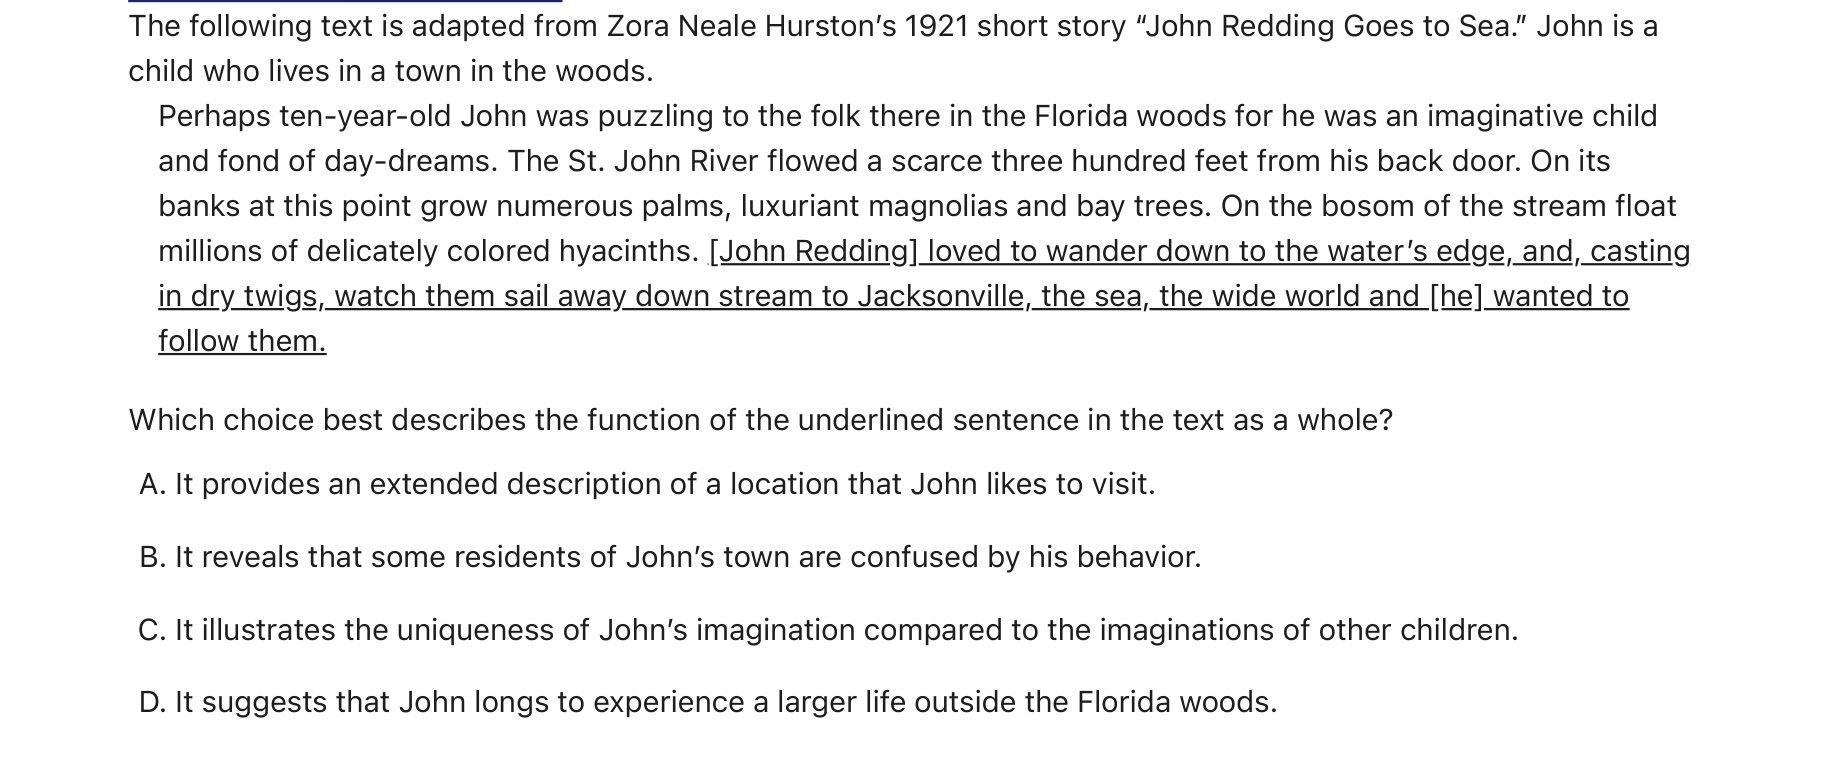 The following text is adapted from Zora Neale Hurston’s 1921 short story “John Redding Goes to Sea.” John is a
child who lives in a town in the woods.
Perhaps ten-year-old John was puzzling to the folk there in the Florida woods for he was an imaginative child
and fond of day-dreams. The St. John River flowed a scarce three hundred feet from his back door. On its
banks at this point grow numerous palms, luxuriant magnolias and bay trees. On the bosom of the stream float
millions of delicately colored hyacinths. [John Redding] loved to wander down to the water’s edge, and, casting
in dry twigs, watch them sail away down stream to Jacksonville, the sea, the wide world and [he] wanted to
follow them.
Which choice best describes the function of the underlined sentence in the text as a whole?
A. It provides an extended description of a location that John likes to visit.
B. It reveals that some residents of John’s town are confused by his behavior.
C. It illustrates the uniqueness of John’s imagination compared to the imaginations of other children.
D. It suggests that John longs to experience a larger life outside the Florida woods.